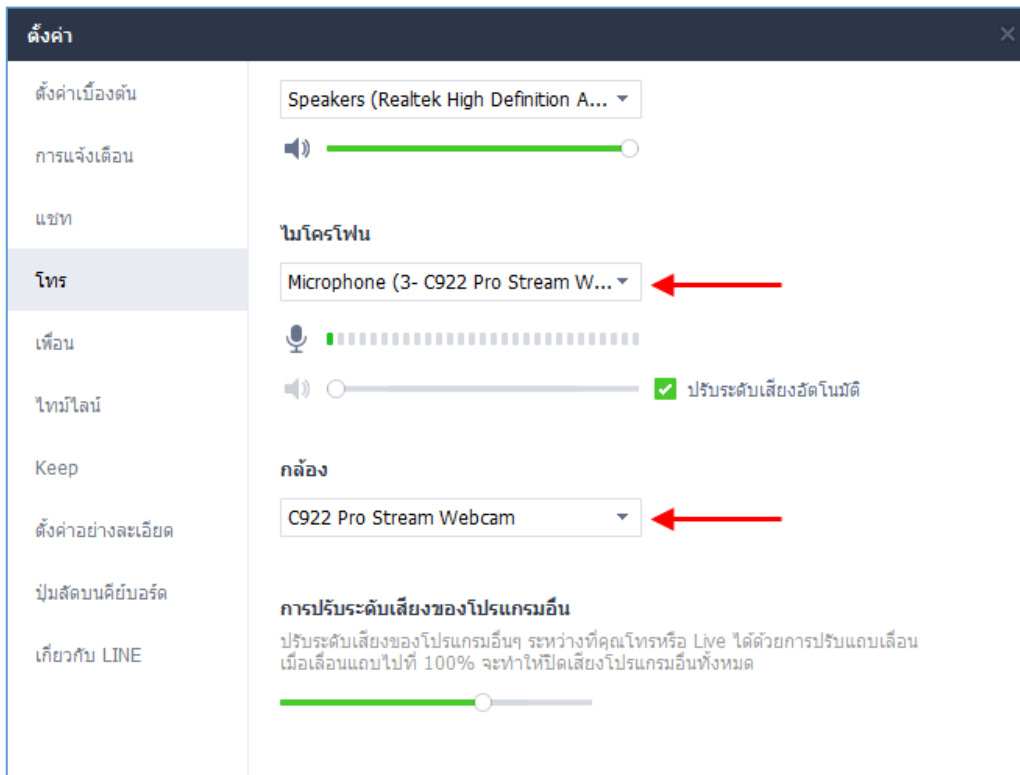 ตั้งค่า
ตั้งค่าเบื้องต้น
การแจ้งเตือน
แชท
โทร
เพื่อน
ไทม์ไลน์
Keep
ตั้งค่าอย่างละเอียด
ปุ่มลัดบนคีย์บอร์ด
เกี่ยวกับ LINE
Speakers (Realtek High Definition A...
ไมโครโฟน
Microphone (3- C922 Pro Stream W...
ปรับระดับเสียงอัตโนมัติ
กล้อง
C922 Pro Stream Webcam
การปรับระดับเสียงของโปรแกรมอื่น
ปรับระดับเสียงของโปรแกรมอื่นๆ ระหว่างที่คุณโทรหรือ Live ได้ด้วยการปรับแถบเลื่อน
เมื่อเลื่อนแถบไปที่ 100% จะทำให้ปิดเสียงโปรแกรมอื่นทั้งหมด